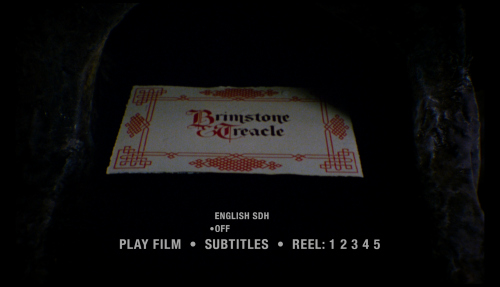 Brimstone
& Treacle
ENGLISH SDH
•OFF
PLAY FILM • SUBTITLES • REEL: 1 2 3 4 5